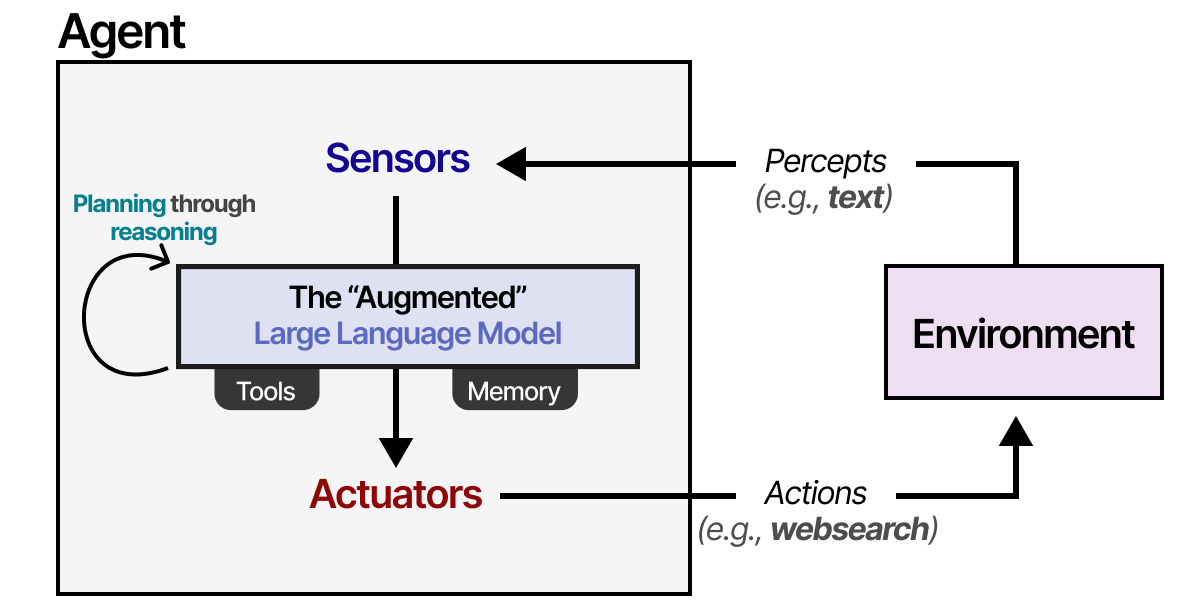 Agent
Sensors
Percepts
(e.g., text)
Planning through
reasoning
The “Augmented”
Large Language Model
Environment
Tools
Memory
Actuators
Actions
(e.g., websearch)